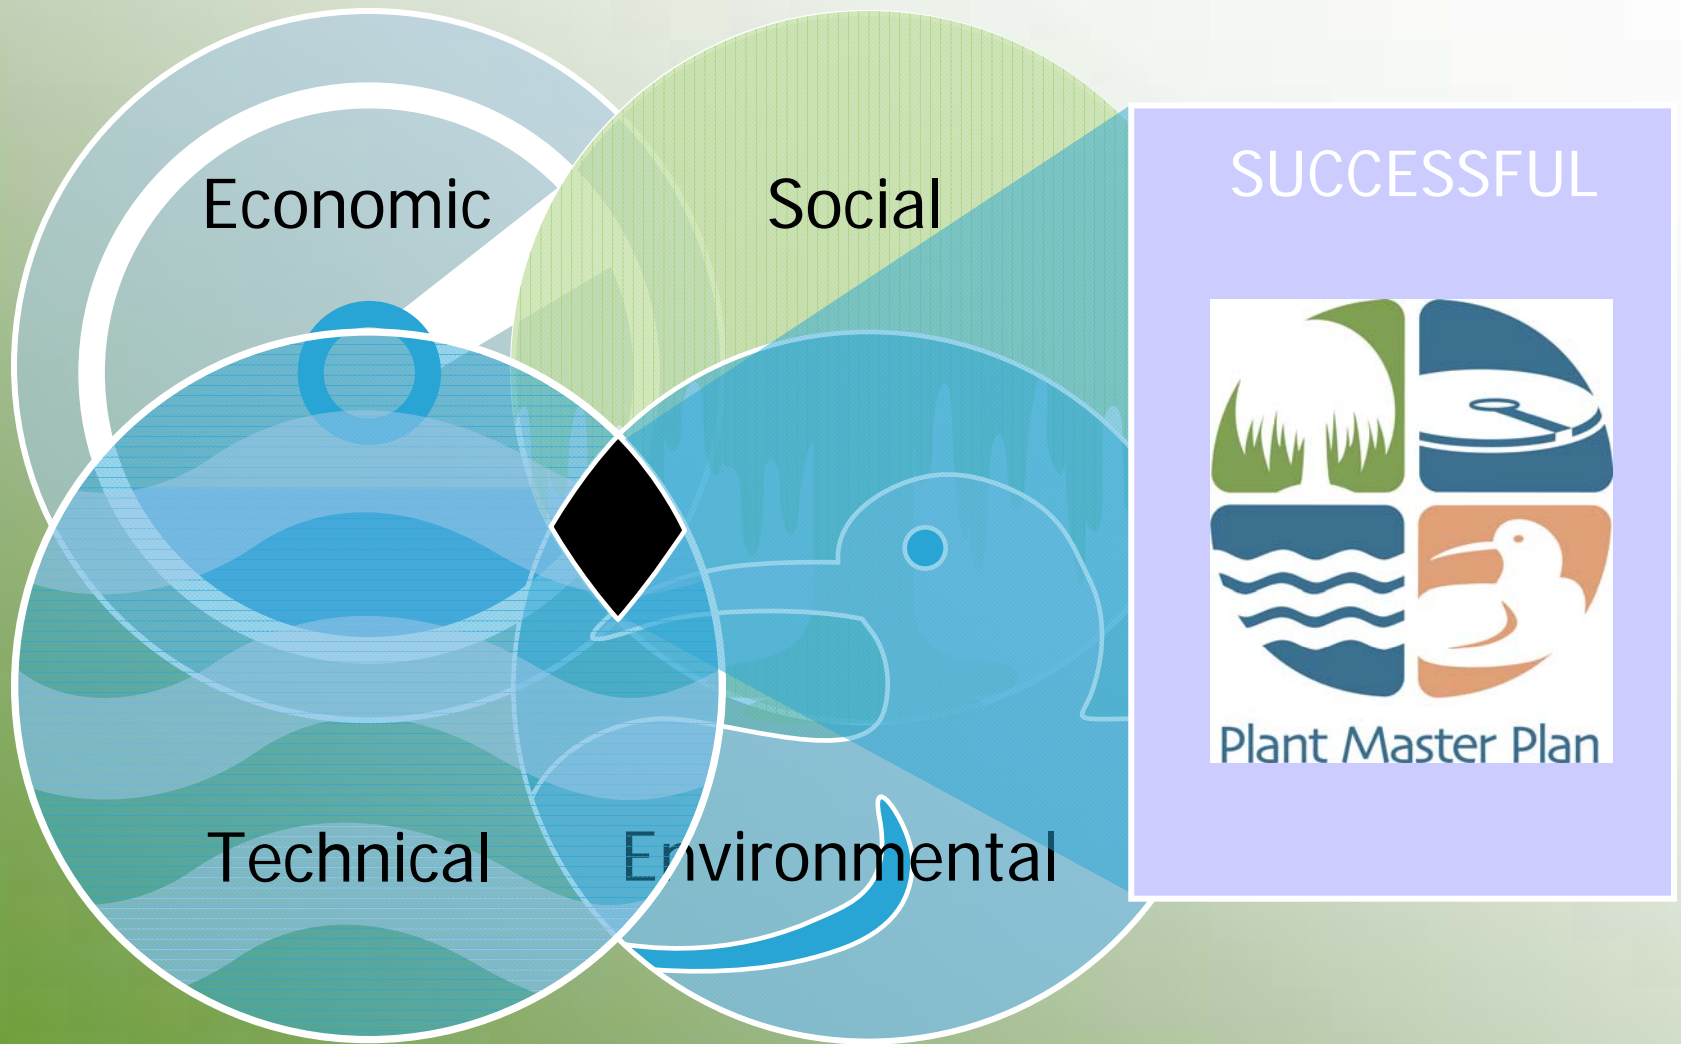 Economic
Social
SUCCESSFUL
Plant Master Plan
Technical
Environmental